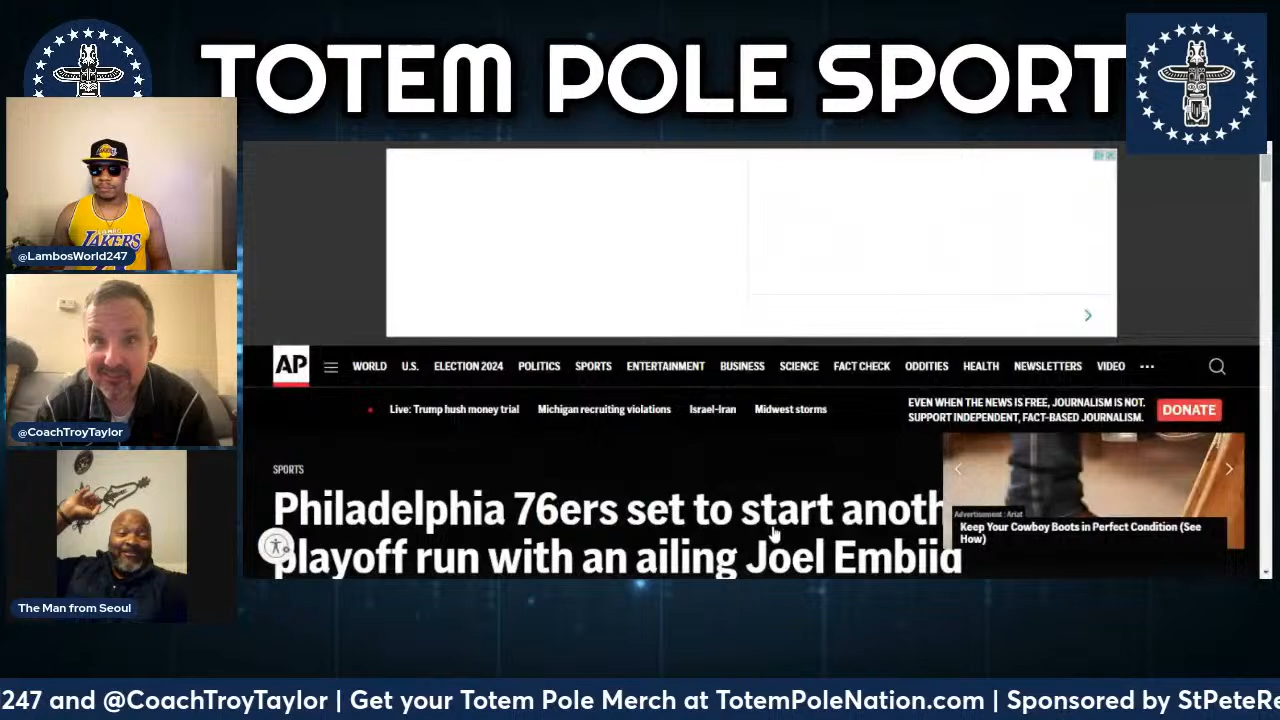 TOTEM POLE SPORT
LAKERS
@LambosWorld247
@CoachTroyTaylor
The Man from Seoul
AP
WORLD U.S. ELECTION 2024 POLITICS SPORTS ENTERTAINMENT BUSINESS SCIENCE FACT CHECK ODDITIES HEALTH NEWSLETTERS VIDEO ...
Live: Trump hush money trial Michigan recruiting violations Israel-Iran Midwest storms
EVEN WHEN THE NEWS IS FREE, JOURNALISM IS NOT.
SUPPORT INDEPENDENT, FACT-BASED JOURNALISM.
DONATE
SPORTS
Philadelphia 76ers set to start anoth
playoff run with an ailing Joel Embiid
Advertisement: Ariat
Keep Your Cowboy Boots in Perfect Condition (See
How)
247 and @CoachTroyTaylor | Get your Totem Pole Merch at TotemPoleNation.com | Sponsored by StPeteRe